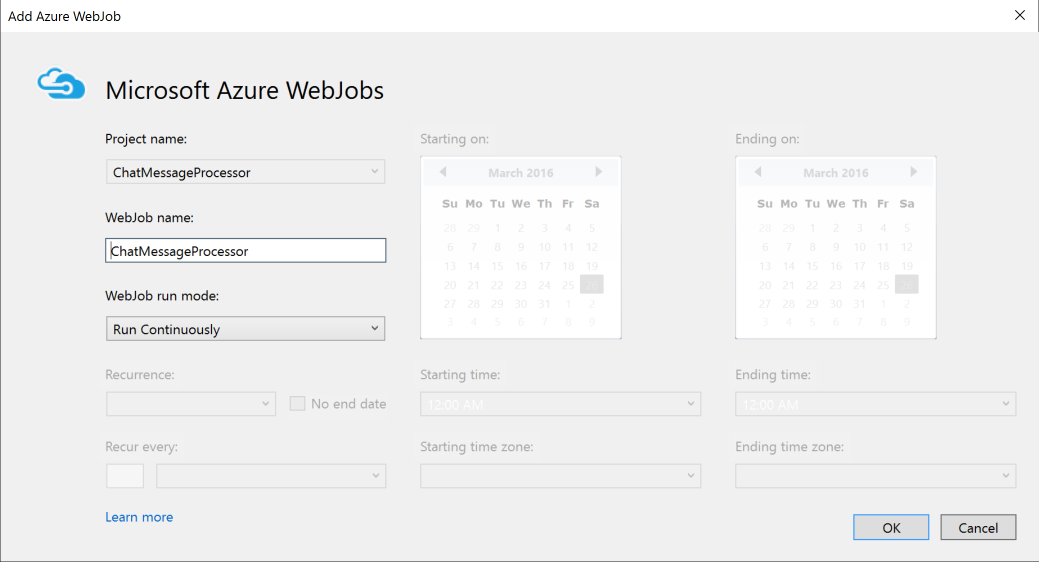 Add Azure WebJob
Microsoft Azure WebJobs
Project name:
ChatMessageProcessor
WebJob name:
ChatMessageProcessor
WebJob run mode:
Run Continuously
Recurrence:
No end date
Recur every:
Learn more
Starting on:
March 2016
Su Mo Tu We Th Fr Sa
28 29 1 2 3 4 5
6 7 8 9 10 11 12
13 14 15 16 17 18 19
20 21 22 23 24 25 26
27 28 29 30 31 1 2
3 4 5 6 7 8 9
Starting time:
12:00 AM
Starting time zone:
Ending on:
March 2016
Su Mo Tu We Th Fr Sa
28 29 1 2 3 4 5
6 7 8 9 10 11 12
13 14 15 16 17 18 19
20 21 22 23 24 25 26
27 28 29 30 31 1 2
3 4 5 6 7 8 9
Ending time:
12:00 AM
Ending time zone:
OK
Cancel